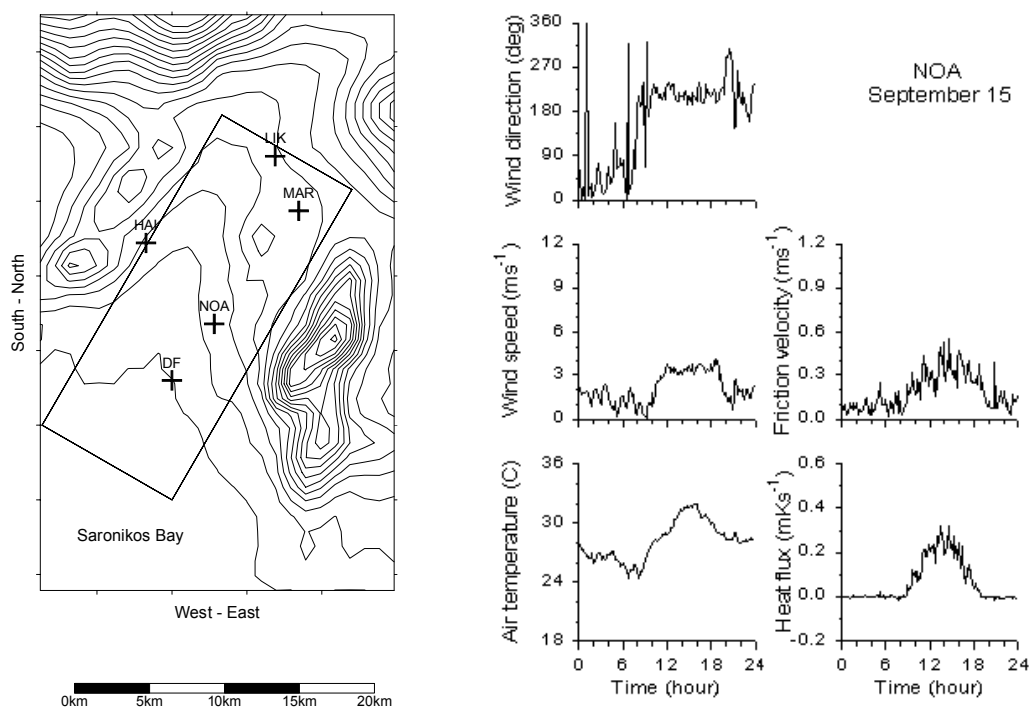 LIK
MAR
HAI
NOA
DF
South - North
Saronikos Bay
West - East
0km 5km 10km 15km 20km
NOA
September 15
Wind direction (deg)
360
270
180
90
0
Wind speed (ms-1)
12
9
6
3
0
Friction velocity (ms-1)
1.2
0.9
0.6
0.3
0.0
Air temperature (C)
36
30
24
18
0 6 12 18 24
Time (hour)
Heat flux (mKs-1)
0.6
0.4
0.2
0.0
-0.2
0 6 12 18 24
Time (hour)